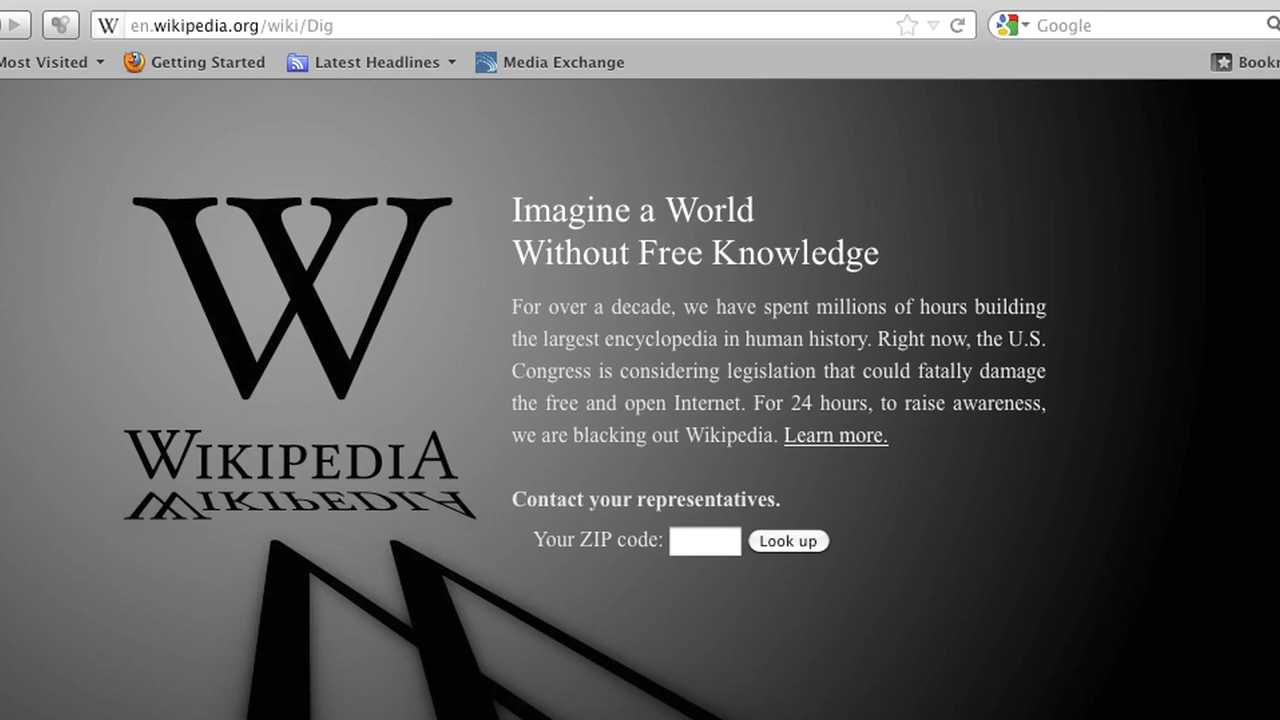 W en.wikipedia.org/wiki/Dig Google
Most Visited Getting Started Latest Headlines Media Exchange
W
Imagine a World
Without Free Knowledge
For over a decade, we have spent millions of hours building
the largest encyclopedia in human history. Right now, the U.S.
Congress is considering legislation that could fatally damage
the free and open Internet. For 24 hours, to raise awareness,
we are blacking out Wikipedia. Learn more.
WIKIPEDIA
Contact your representatives.
Your ZIP code: Look up